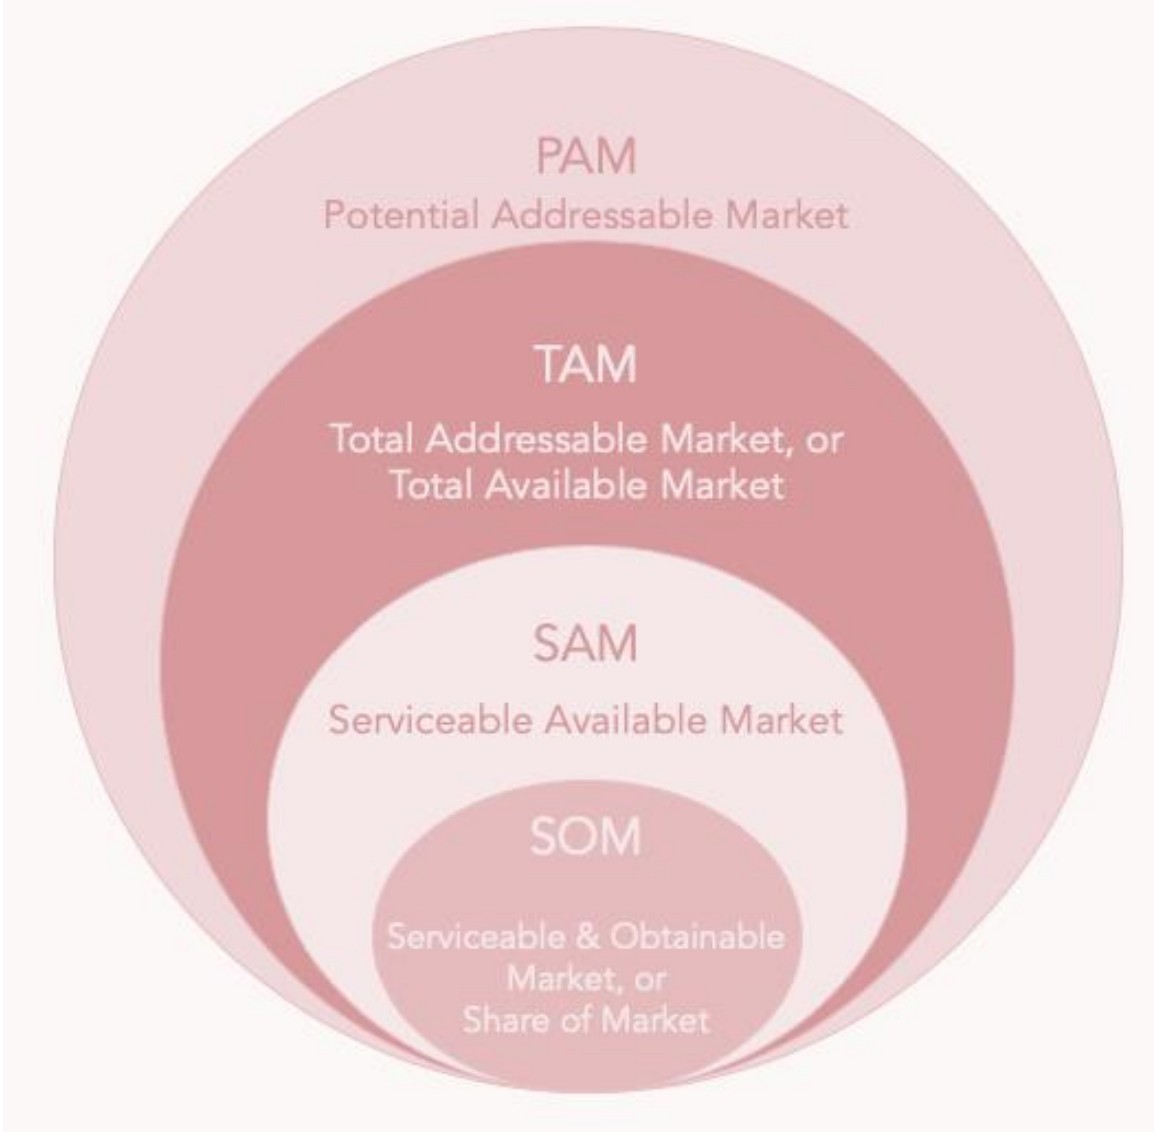 PAM
Potential Addressable Market
TAM
Total Addressable Market, or
Total Available Market
SAM
Serviceable Available Market
SOM
Serviceable & Obtainable
Market, or
Share of Market